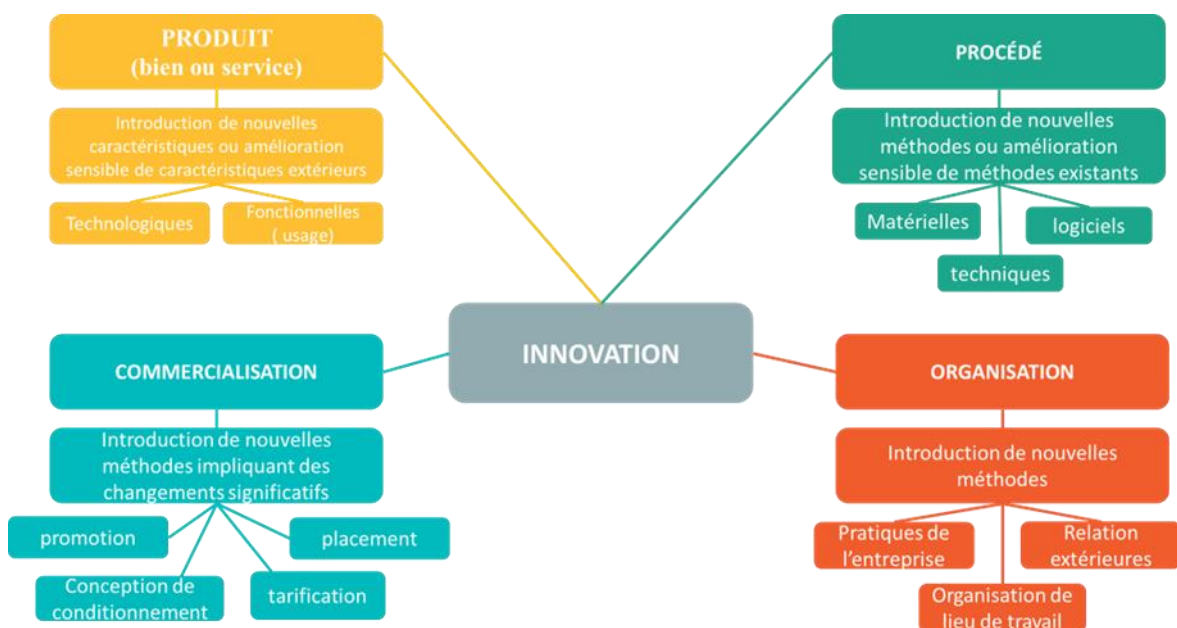 PRODUIT
(bien ou service)
Introduction de nouvelles
caractéristiques ou amélioration
sensible de caractéristiques extérieurs
Technologiques
Fonctionnelles
( usage)
PROCÉDÉ
Introduction de nouvelles
méthodes ou amélioration
sensible de méthodes existants
Matérielles
logiciels
techniques
INNOVATION
COMMERCIALISATION
Introduction de nouvelles
méthodes impliquant des
changements significatifs
promotion
placement
Conception de
conditionnement
tarification
ORGANISATION
Introduction de nouvelles
méthodes
Pratiques de
l’entreprise
Relation
extérieures
Organisation de
lieu de travail